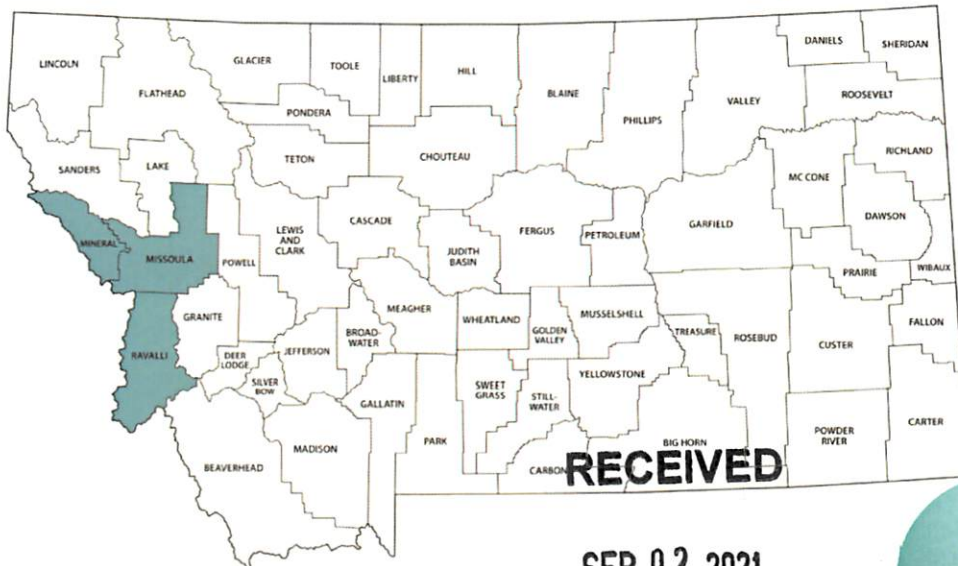 LINCOLN
FLATHEAD
GLACIER
TOOLE
LIBERTY
HILL
BLAINE
PHILLIPS
VALLEY
DANIELS
SHERIDAN
ROOSEVELT
PONDERA
TETON
CHOUTEAU
SANDERS
LAKE
RICHLAND
MC CONE
DAWSON
GARFIELD
CASCADE
LEWIS
AND
CLARK
FERGUS
PETROLEUM
JUDITH
BASIN
MINERAL
MISSOULA
POWELL
PRAIRIE
WIBAUX
GRANITE
MEAGHER
WHEATLAND
GOLDEN
VALLEY
MUSSELSHELL
TREASURE
ROSEBUD
CUSTER
FALLON
RAVALLI
DEER
LODGE
JEFFERSON
BROAD-
WATER
SILVER
BOW
GALLATIN
SWEET
GRASS
STILL-
WATER
YELLOWSTONE
PARK
BEAVERHEAD
MADISON
CARBON
BIG HORN
POWDER
RIVER
CARTER
RECEIVED
SEP 02 2021